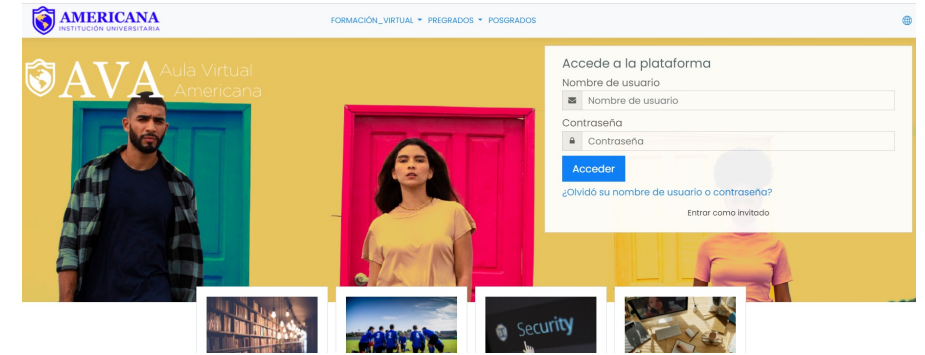 AMERICANA
INSTITUCIÓN UNIVERSITARIA
FORMACIÓN_VIRTUAL PREGRADOS POSGRADOS
AVA Aula Virtual
Americana
Accede a la plataforma
Nombre de usuario
Nombre de usuario
Contraseña
Contraseña
Acceder
¿Olvidó su nombre de usuario o contraseña?
Entrar como invitado
Security